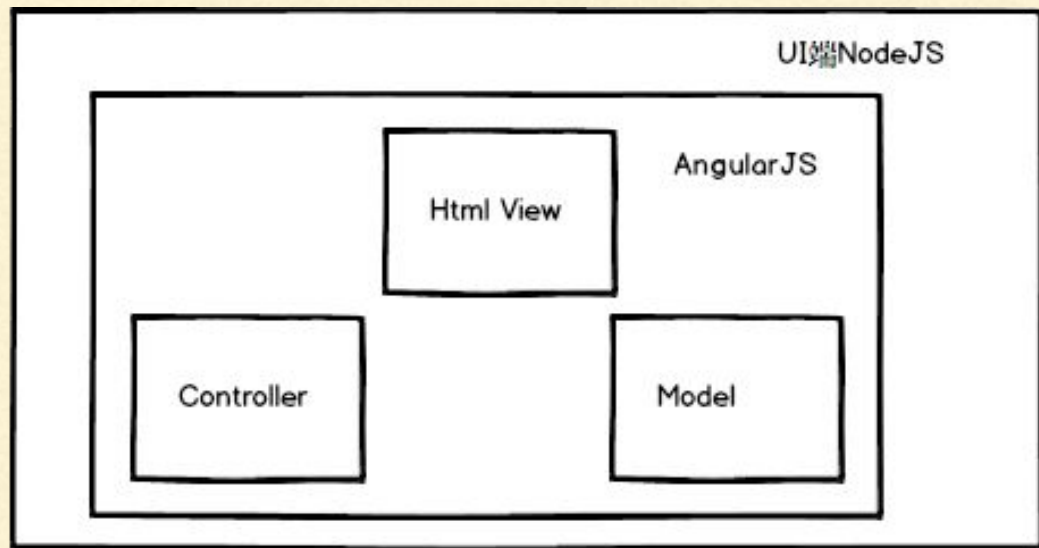 UI端NodeJS
AngularJS
Html View
Controller
Model